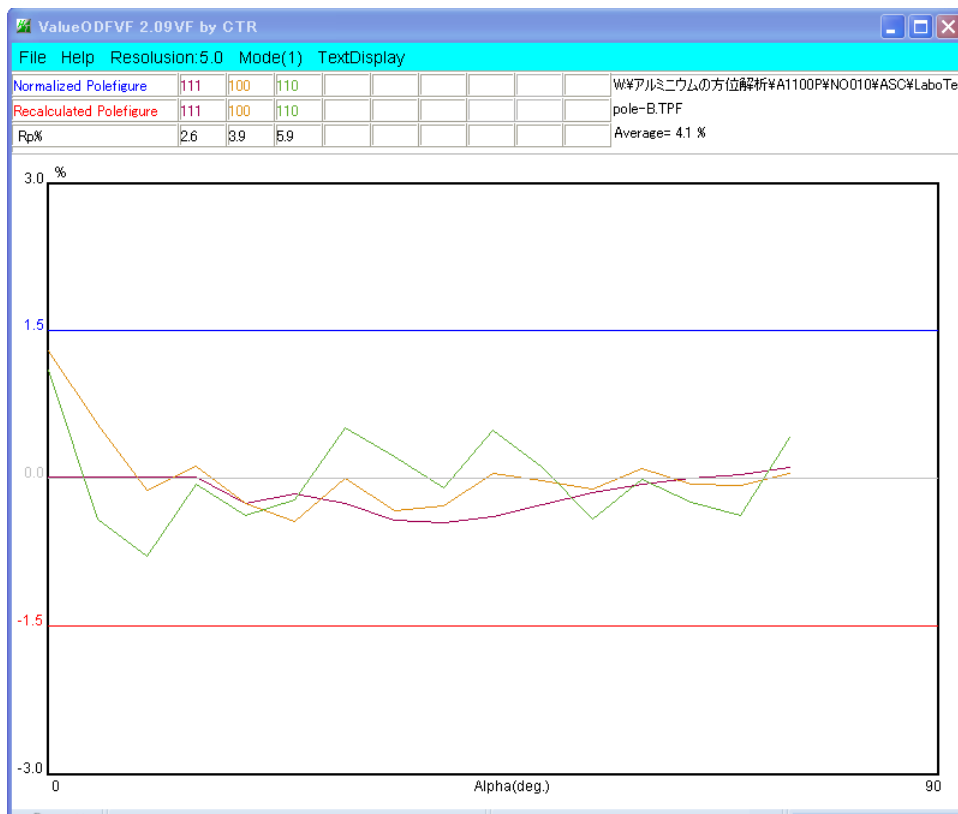 ValueODFVF 2.09VF by CTR
File Help Resolusion:5.0 Mode(1) TextDisplay
Normalized Polefigure 111 100 110
W:¥アルミニウムの方位解析¥A1100P¥NO010¥ASC¥LaboTe
Recalculated Polefigure 111 100 110
pole-B.TPF
Rp% 2.6 3.9 5.9
Average= 4.1 %
3.0 %
1.5
0.0
-1.5
-3.0
0 Alpha(deg.) 90